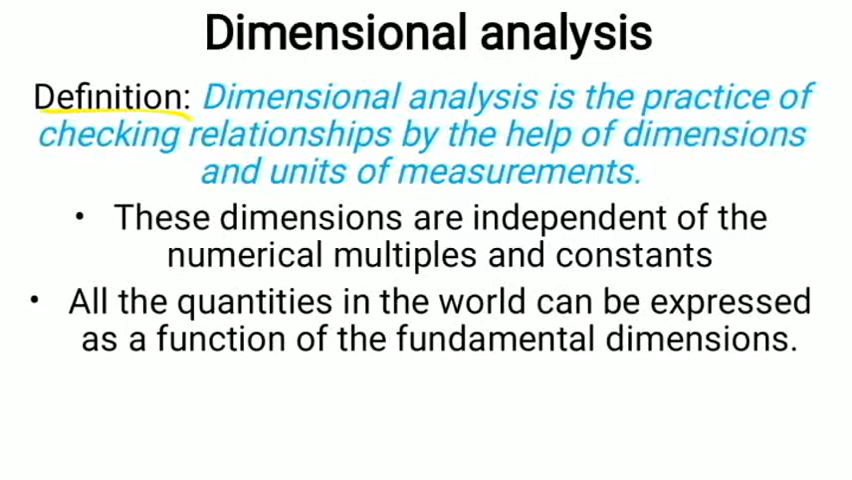 Dimensional analysis
Definition: Dimensional analysis is the practice of
checking relationships by the help of dimensions
and units of measurements.
• These dimensions are independent of the
numerical multiples and constants
• All the quantities in the world can be expressed
as a function of the fundamental dimensions.